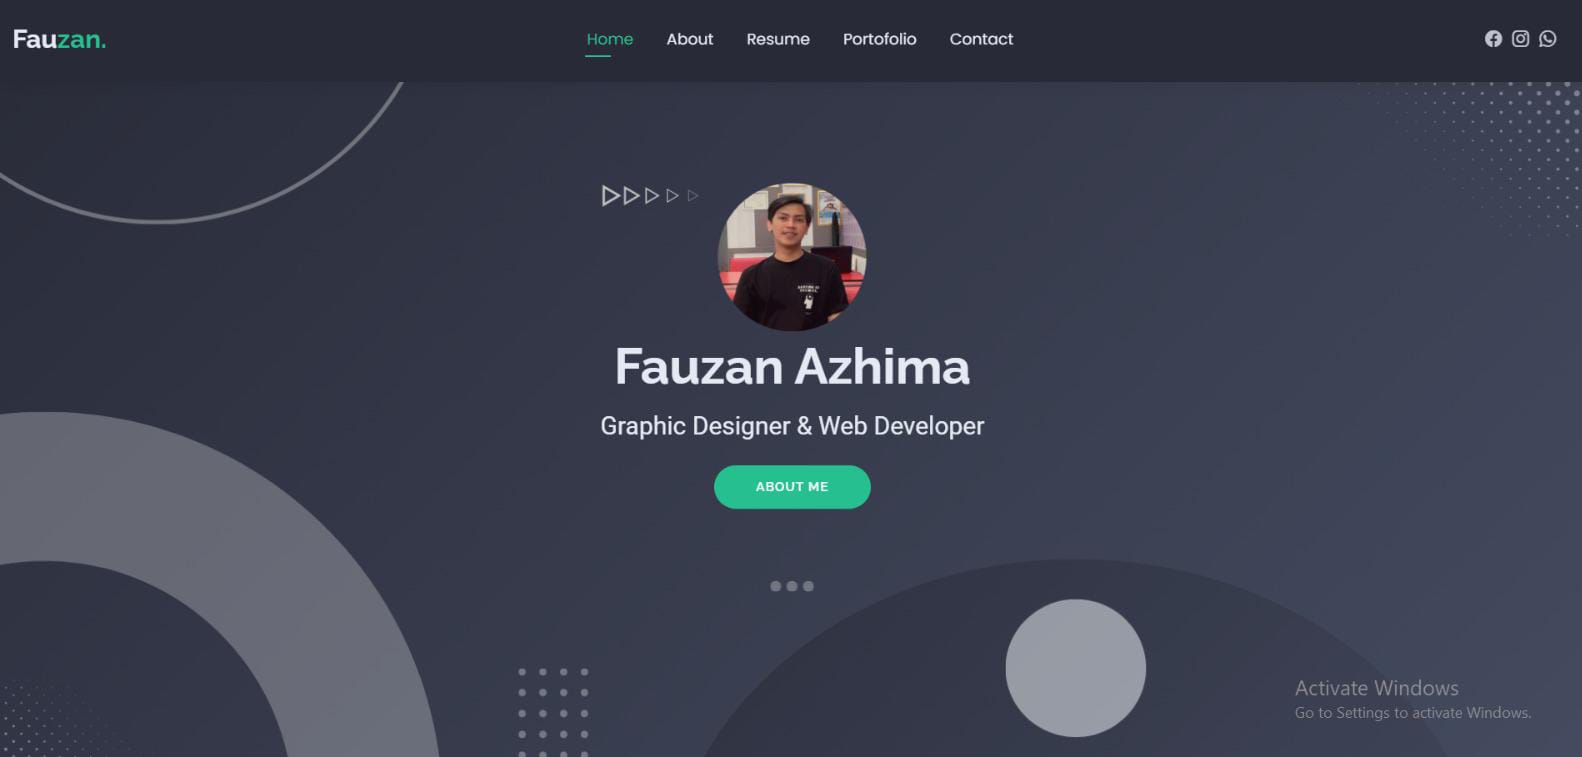 Fauzan.
Home About Resume Portofolio Contact
Fauzan Azhima
Graphic Designer & Web Developer
ABOUT ME
Activate Windows
Go to Settings to activate Windows.